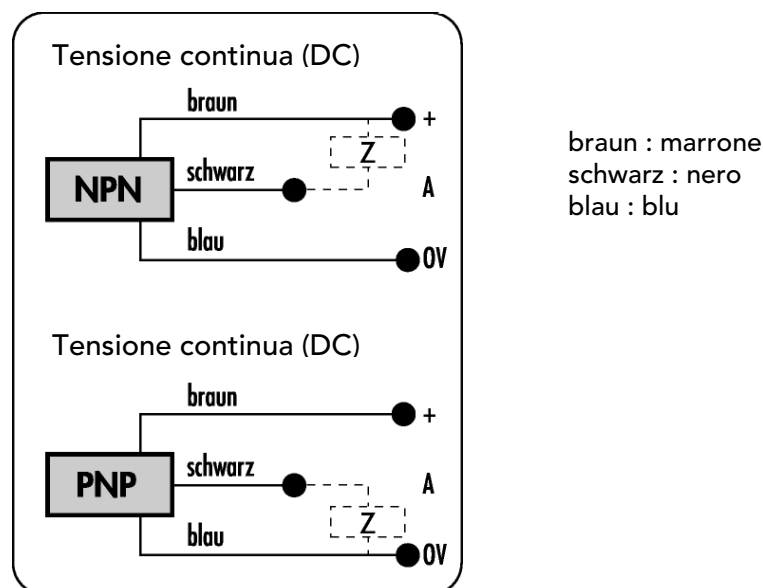 Tensione continua (DC)
braun
+
Z
NPN
schwarz
A
blau
0V
Tensione continua (DC)
braun
+
PNP
schwarz
A
Z
blau
0V
braun : marrone
schwarz : nero
blau : blu